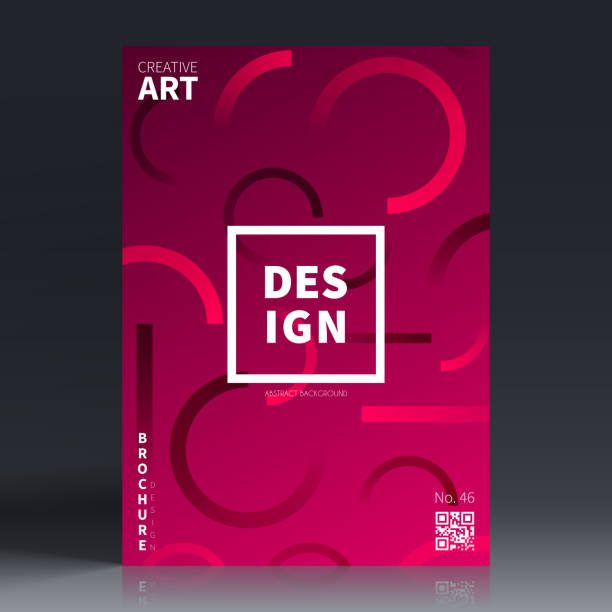 CREATIVE
ART
DES
IGN
ABSTRACT BACKGROUND
BROCHURE
DESIGN
No. 46